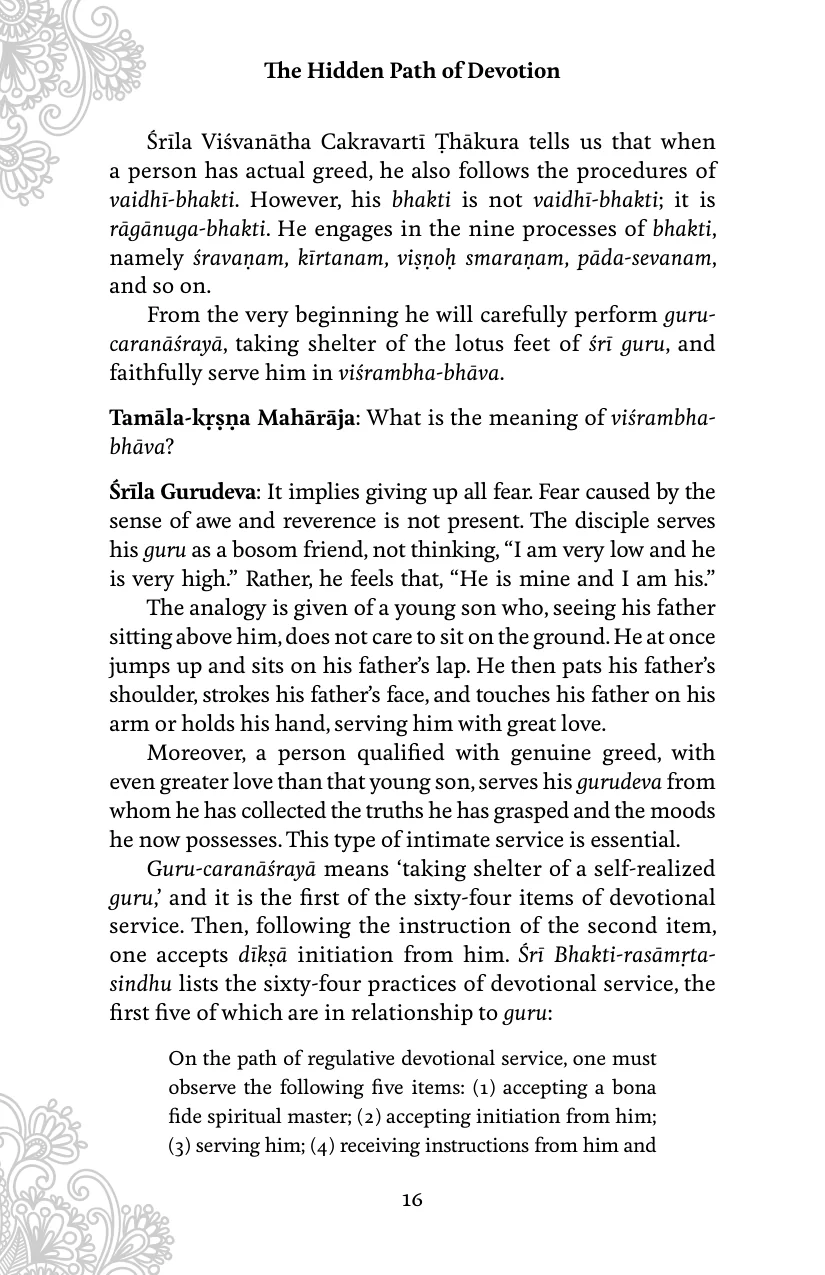 The Hidden Path of Devotion
Śrīla Viśvanātha Cakravartī Ṭhākura tells us that when
a person has actual greed, he also follows the procedures of
vaidhī-bhakti. However, his bhakti is not vaidhī-bhakti; it is
rāgānuga-bhakti. He engages in the nine processes of bhakti,
namely śravaṇam, kīrtanam, viṣṇoḥ smaraṇam, pāda-sevanam,
and so on.
From the very beginning he will carefully perform guru-
caranāśrayā, taking shelter of the lotus feet of śrī guru, and
faithfully serve him in viśrambha-bhāva.
Tamāla-kṛṣṇa Mahārāja: What is the meaning of viśrambha-
bhāva?
Śrīla Gurudeva: It implies giving up all fear. Fear caused by the
sense of awe and reverence is not present. The disciple serves
his guru as a bosom friend, not thinking, “I am very low and he
is very high.” Rather, he feels that, “He is mine and I am his.”
The analogy is given of a young son who, seeing his father
sitting above him, does not care to sit on the ground. He at once
jumps up and sits on his father’s lap. He then pats his father’s
shoulder, strokes his father’s face, and touches his father on his
arm or holds his hand, serving him with great love.
Moreover, a person qualified with genuine greed, with
even greater love than that young son, serves his gurudeva from
whom he has collected the truths he has grasped and the moods
he now possesses. This type of intimate service is essential.
Guru-caranāśrayā means ‘taking shelter of a self-realized
guru,’ and it is the first of the sixty-four items of devotional
service. Then, following the instruction of the second item,
one accepts dīkṣā initiation from him. Śrī Bhakti-rasāmṛta-
sindhu lists the sixty-four practices of devotional service, the
first five of which are in relationship to guru:
On the path of regulative devotional service, one must
observe the following five items: (1) accepting a bona
fide spiritual master; (2) accepting initiation from him;
(3) serving him; (4) receiving instructions from him and
16